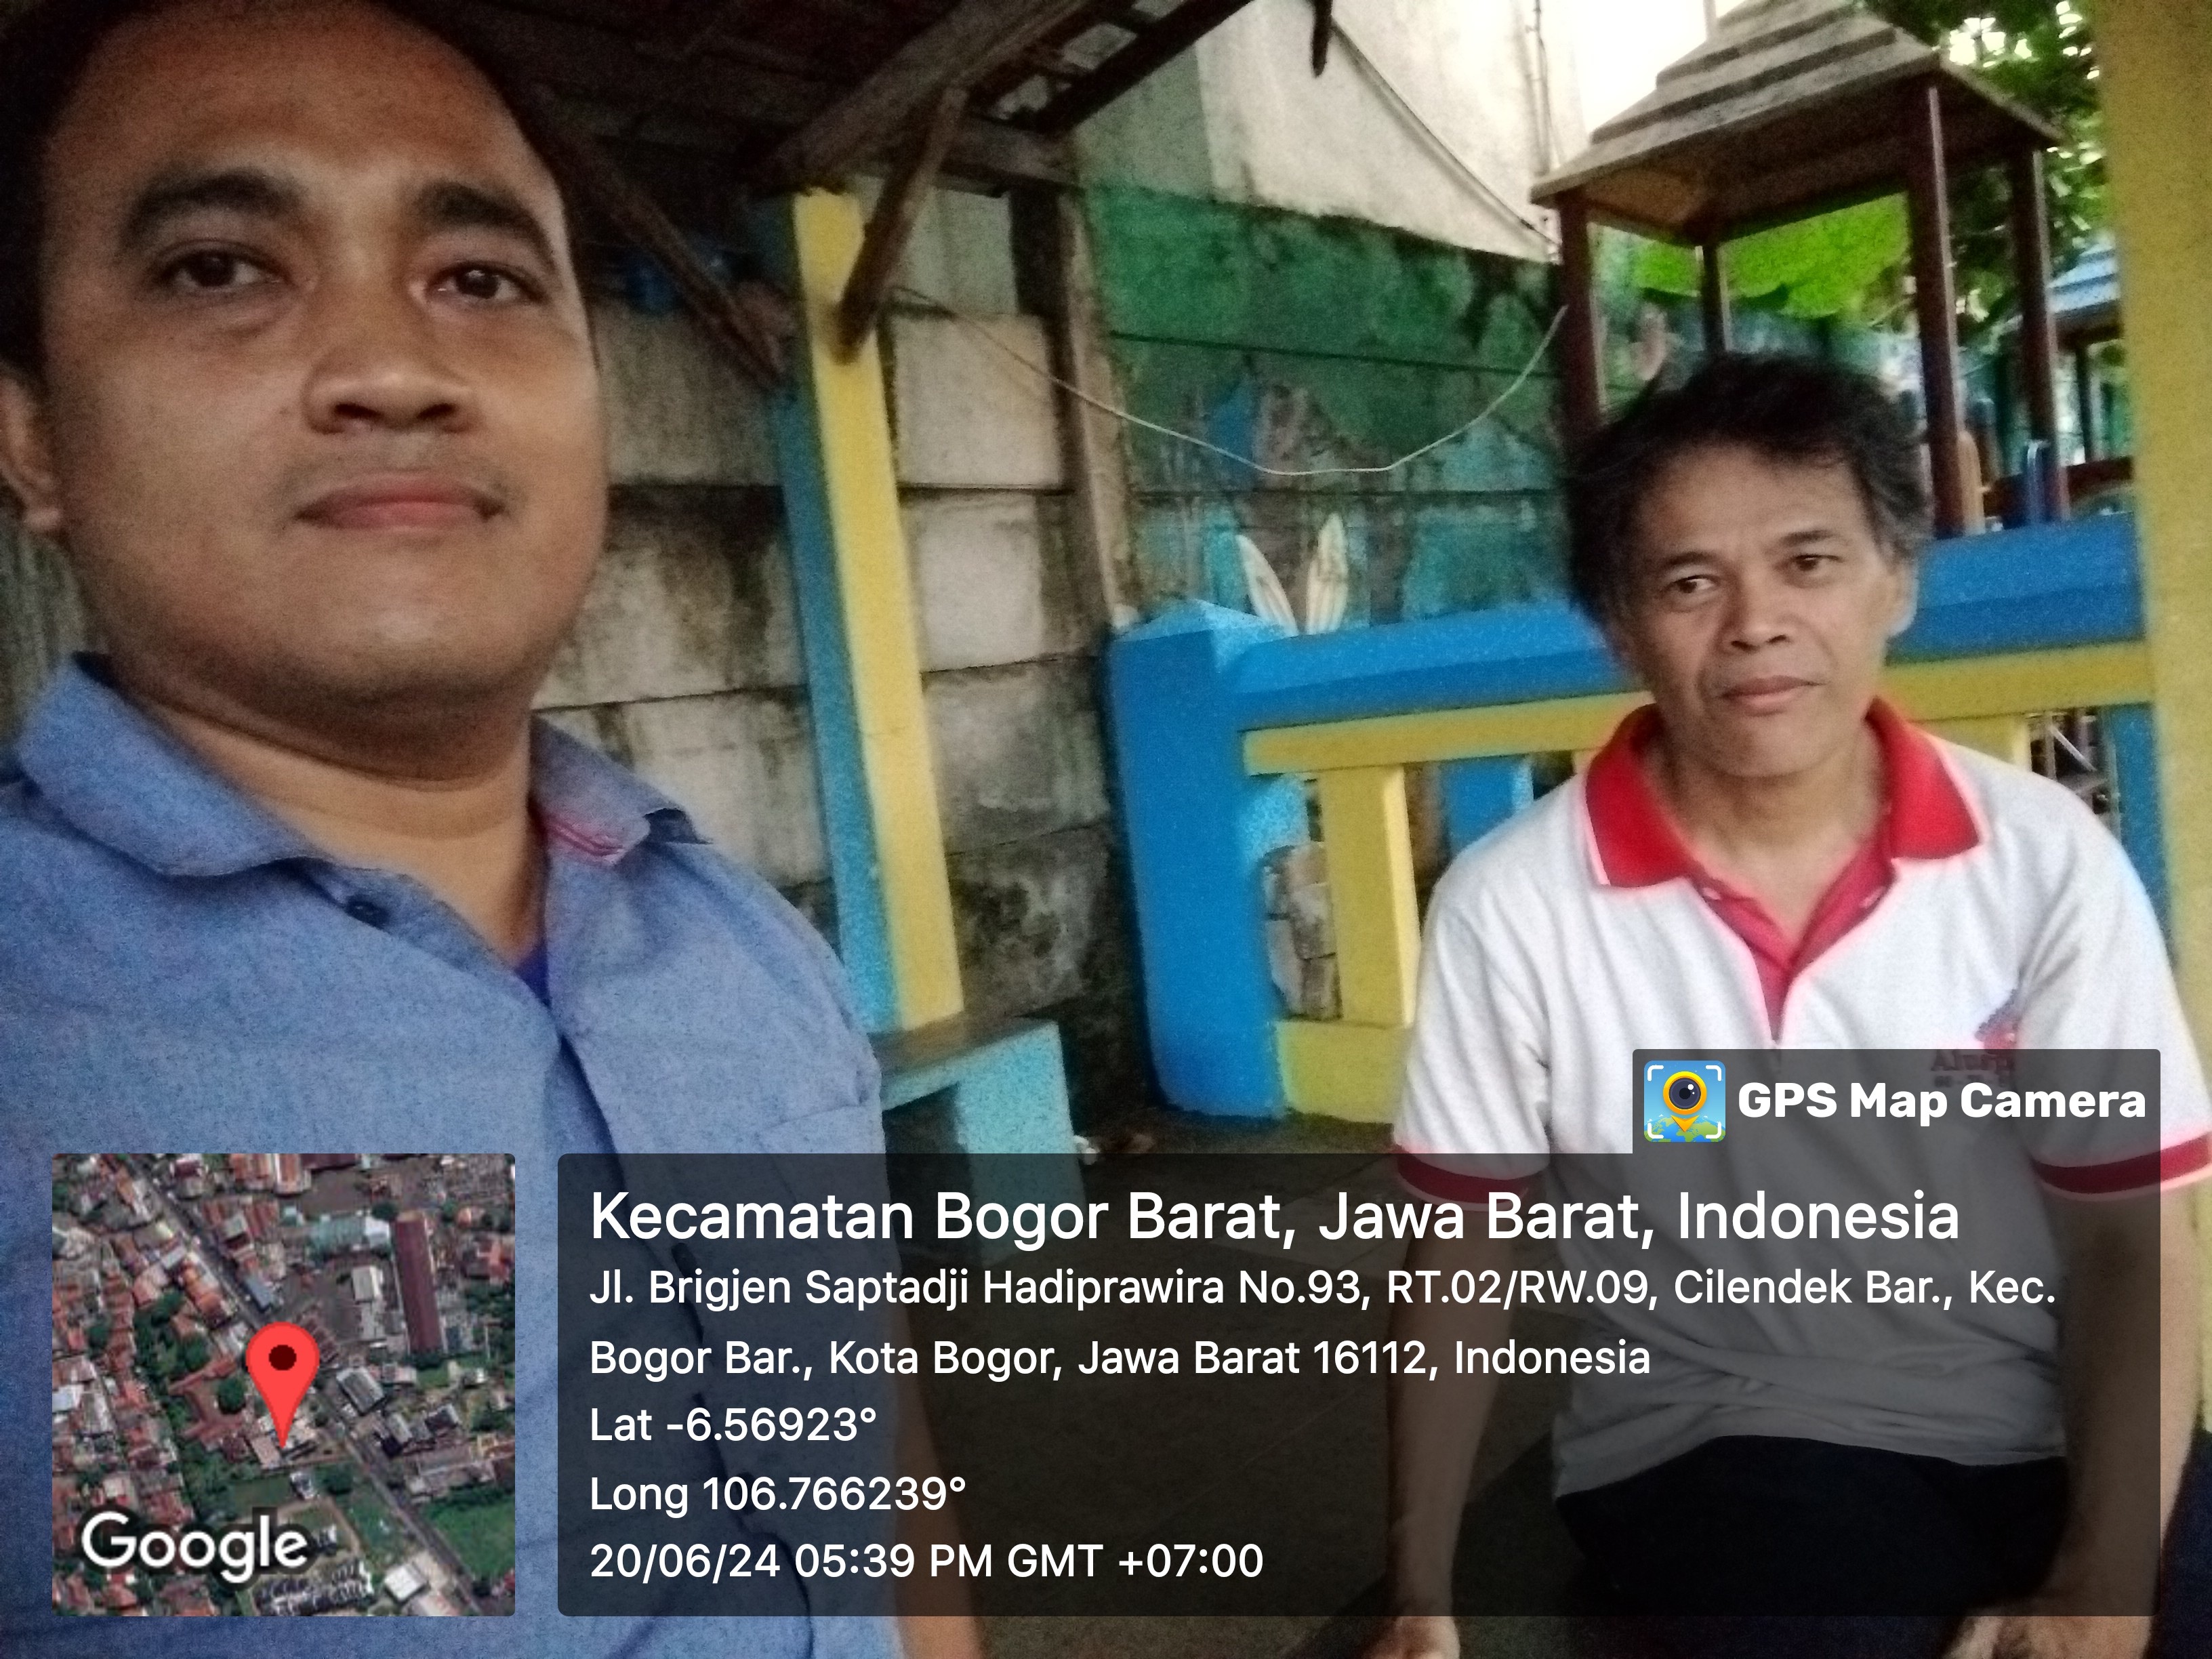 GPS Map Camera
Kecamatan Bogor Barat, Jawa Barat, Indonesia
Jl. Brigjen Saptadji Hadiprawira No.93, RT.02/RW.09, Cilendek Bar., Kec.
Bogor Bar., Kota Bogor, Jawa Barat 16112, Indonesia
Lat -6.56923°
Long 106.766239°
20/06/24 05:39 PM GMT +07:00
Google